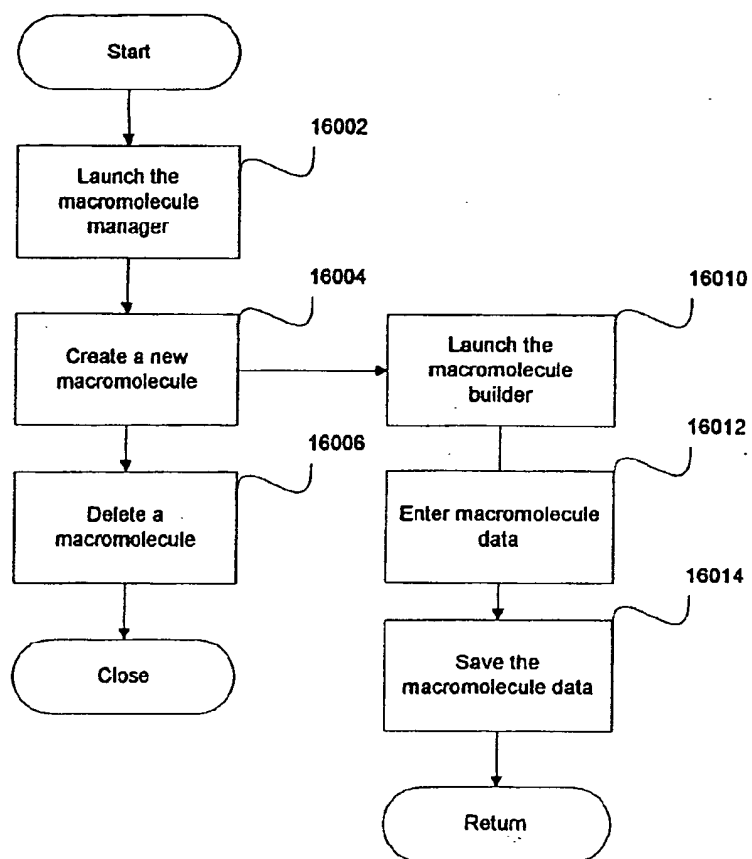 Start
16002
Launch the
macromolecule
manager
16004
Create a new
macromolecule
16006
Delete a
macromolecule
Close
16010
Launch the
macromolecule
builder
16012
Enter macromolecule
data
16014
Save the
macromolecule data
Return